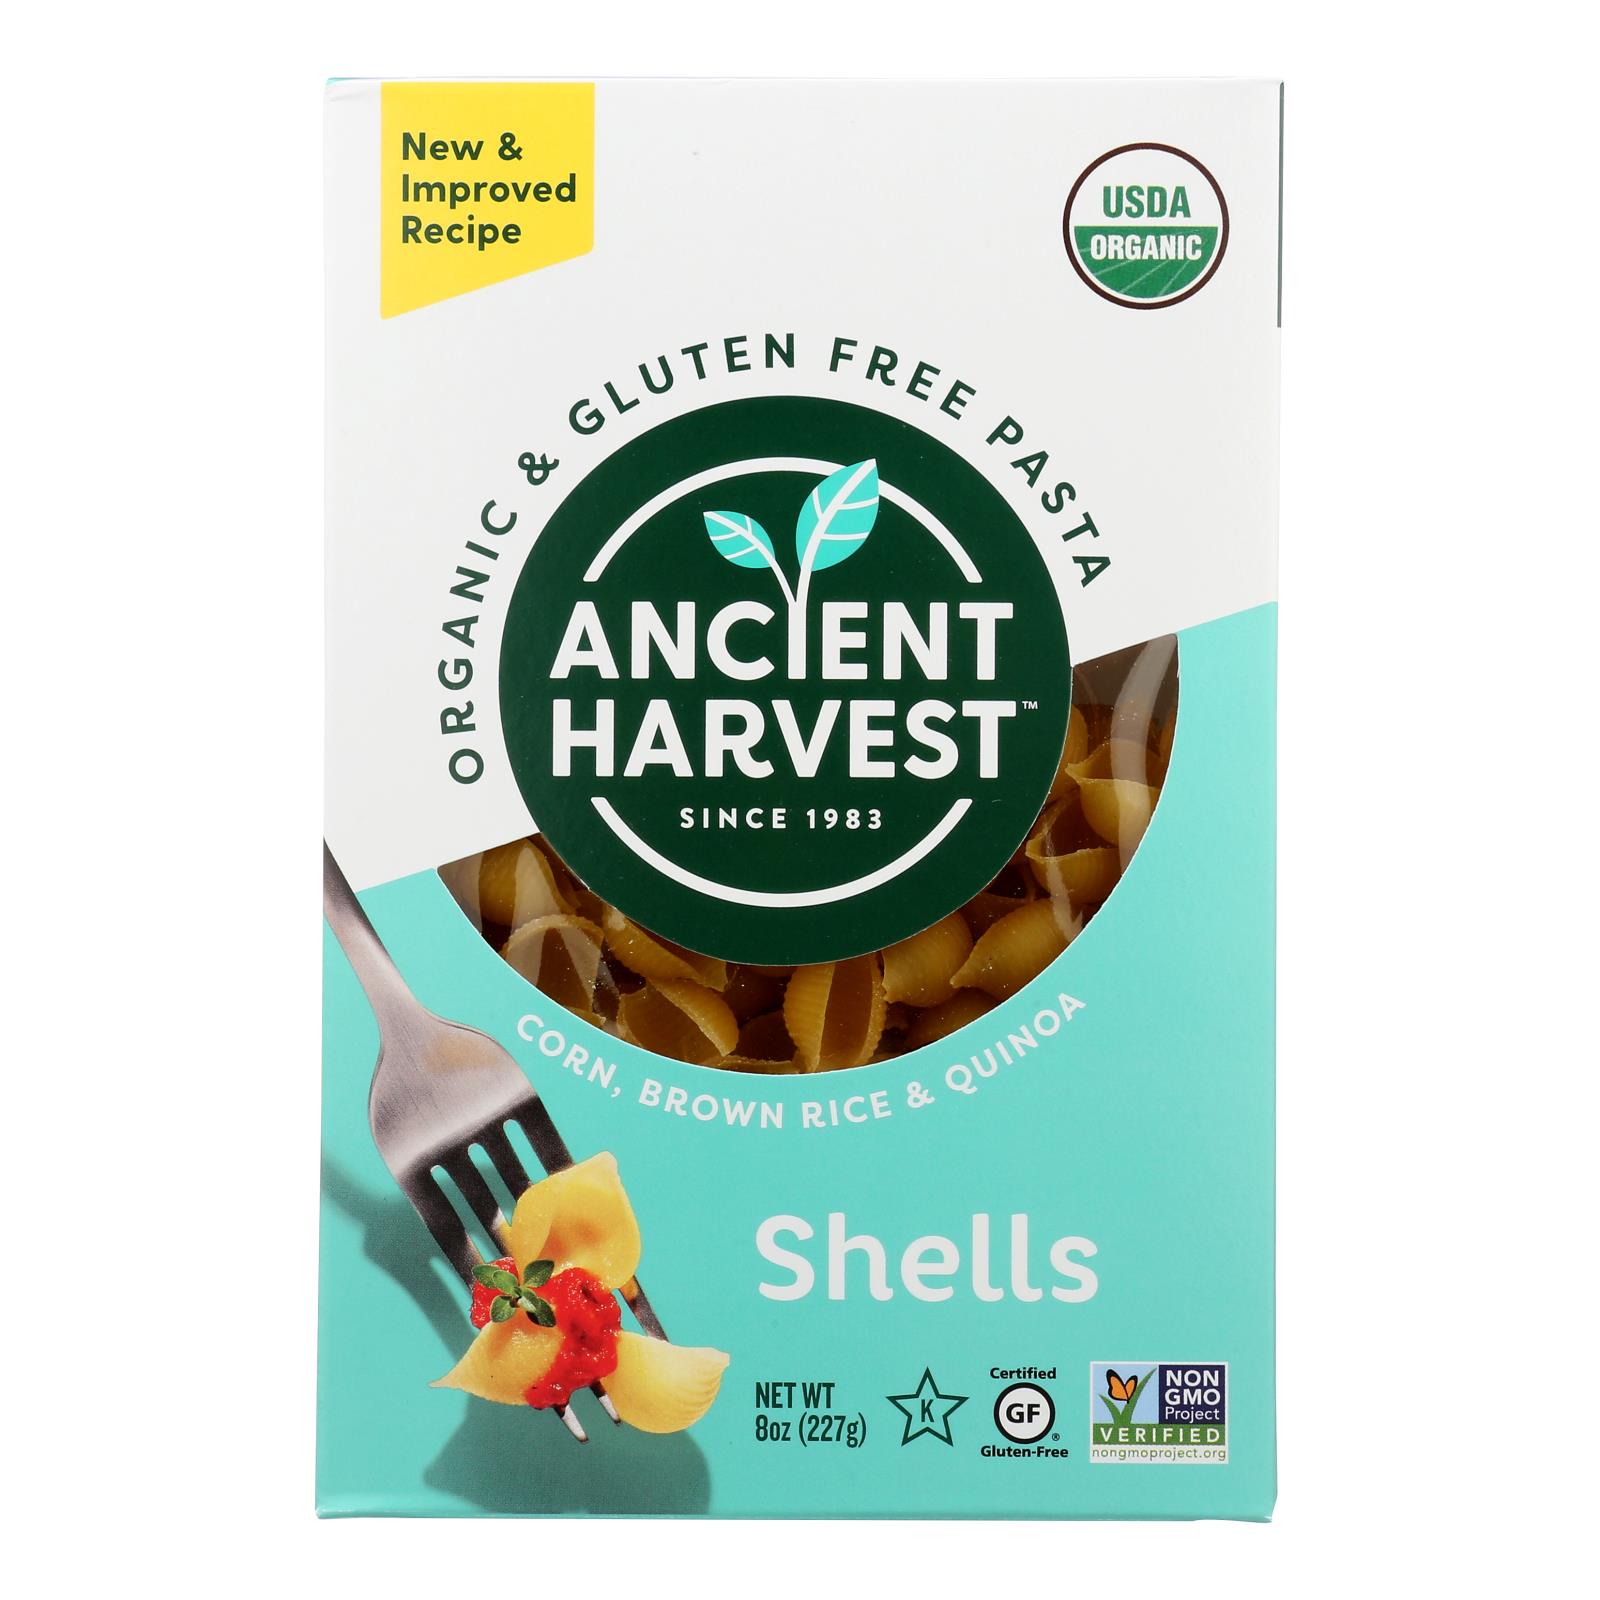 New &
Improved
Recipe
USDA
ORGANIC
ORGANIC & GLUTEN FREE PASTA
ANCIENT
HARVEST™
SINCE 1983
CORN, BROWN RICE & QUINOA
Shells
NET WT
8oz (227g)
K
Certified
GF
®
Gluten-Free
NON
GMO
Project
VERIFIED
nongmoproject.org